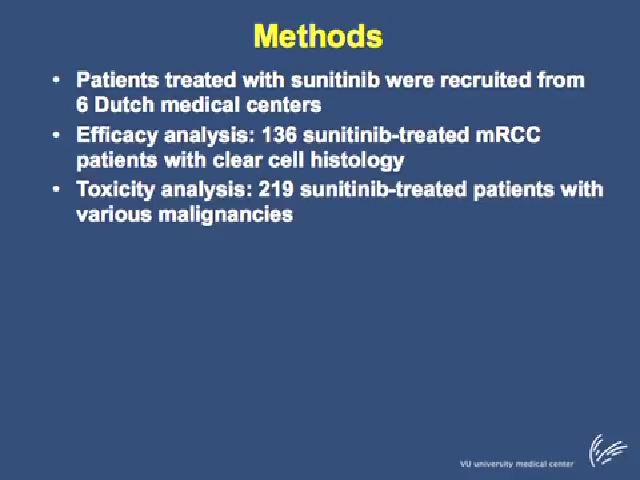 Methods
• Patients treated with sunitinib were recruited from
6 Dutch medical centers
• Efficacy analysis: 136 sunitinib-treated mRCC
patients with clear cell histology
• Toxicity analysis: 219 sunitinib-treated patients with
various malignancies
VU university medical center